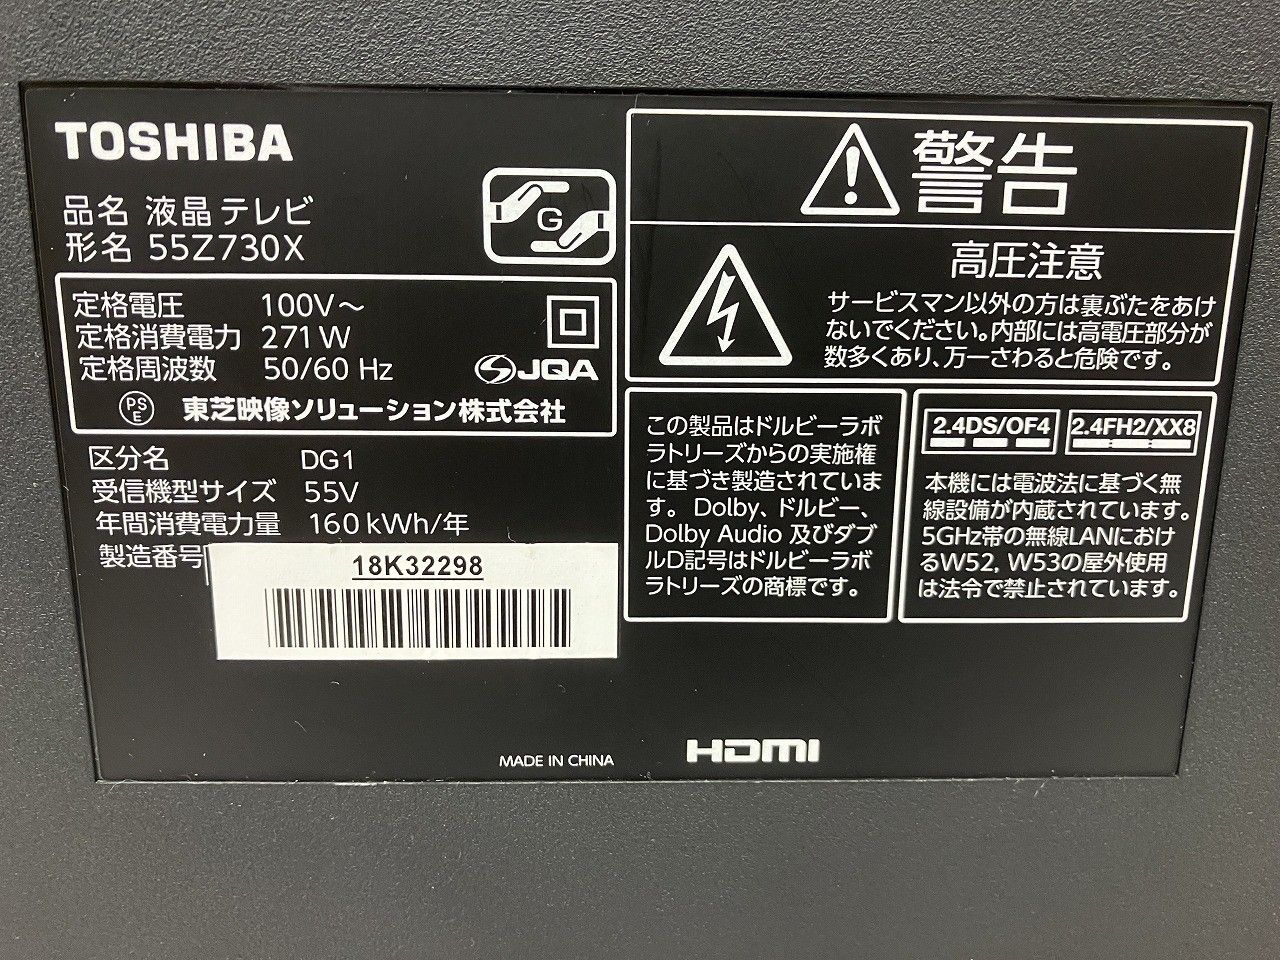 TOSHIBA
品名 液晶テレビ
形名 55Z730X
G
定格電圧 100V～
定格消費電力 271W
定格周波数 50/60 Hz
JQA
PS
E
東芝映像ソリューション株式会社
区分名 DG1
受信機型サイズ 55V
年間消費電力量 160kWh/年
製造番号
18K32298
MADE IN CHINA
HDMI
警告
高圧注意
サービスマン以外の方は裏ぶたをあけ
ないでください。内部には高電圧部分が
数多くあり、万一さわると危険です。
この製品はドルビーラボ
ラトリーズからの実施権
に基づき製造されていま
す。Dolby、ドルビー、
Dolby Audio 及びダブ
ルD記号はドルビーラボ
ラトリーズの商標です。
2.4DS/OF4
2.4FH2/XX8
本機には電波法に基づく無
線設備が内蔵されています。
5GHz帯の無線LANにおけ
るW52, W53の屋外使用
は法令で禁止されています。